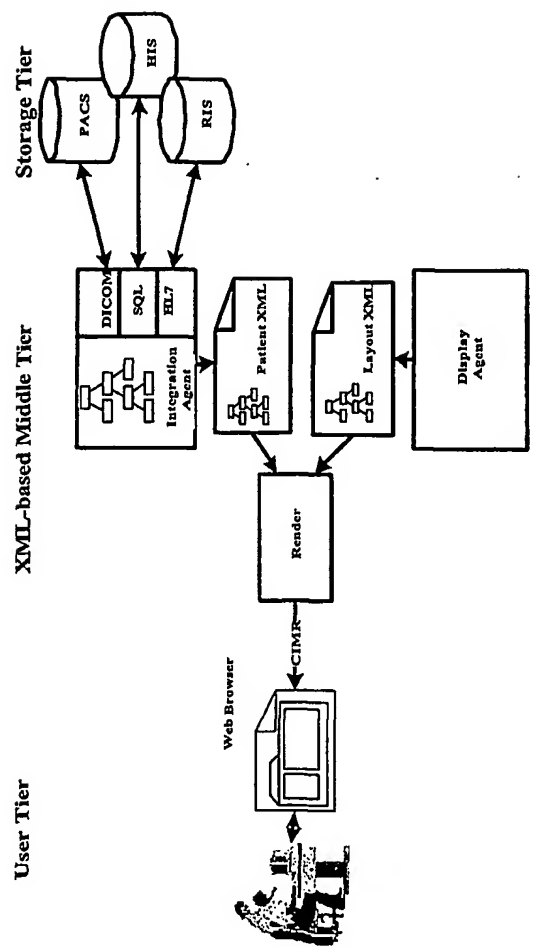 User Tier
XML-based Middle Tier
Storage Tier
Web Browser
CIMR
Render
Integration
Agent
DICOM
SQL
HL7
Patient XML
Layout XML
Display
Agent
PACS
HIS
RIS